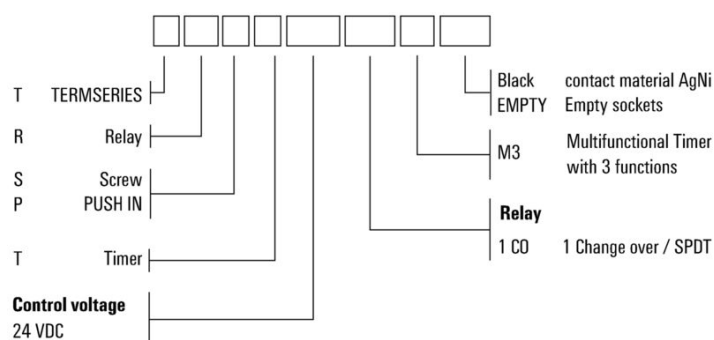 T TERMSERIES
R Relay
S Screw
P PUSH IN
T Timer
Control voltage
24 VDC
Black contact material AgNi
EMPTY Empty sockets
M3 Multifunctional Timer
with 3 functions
Relay
1 CO 1 Change over / SPDT